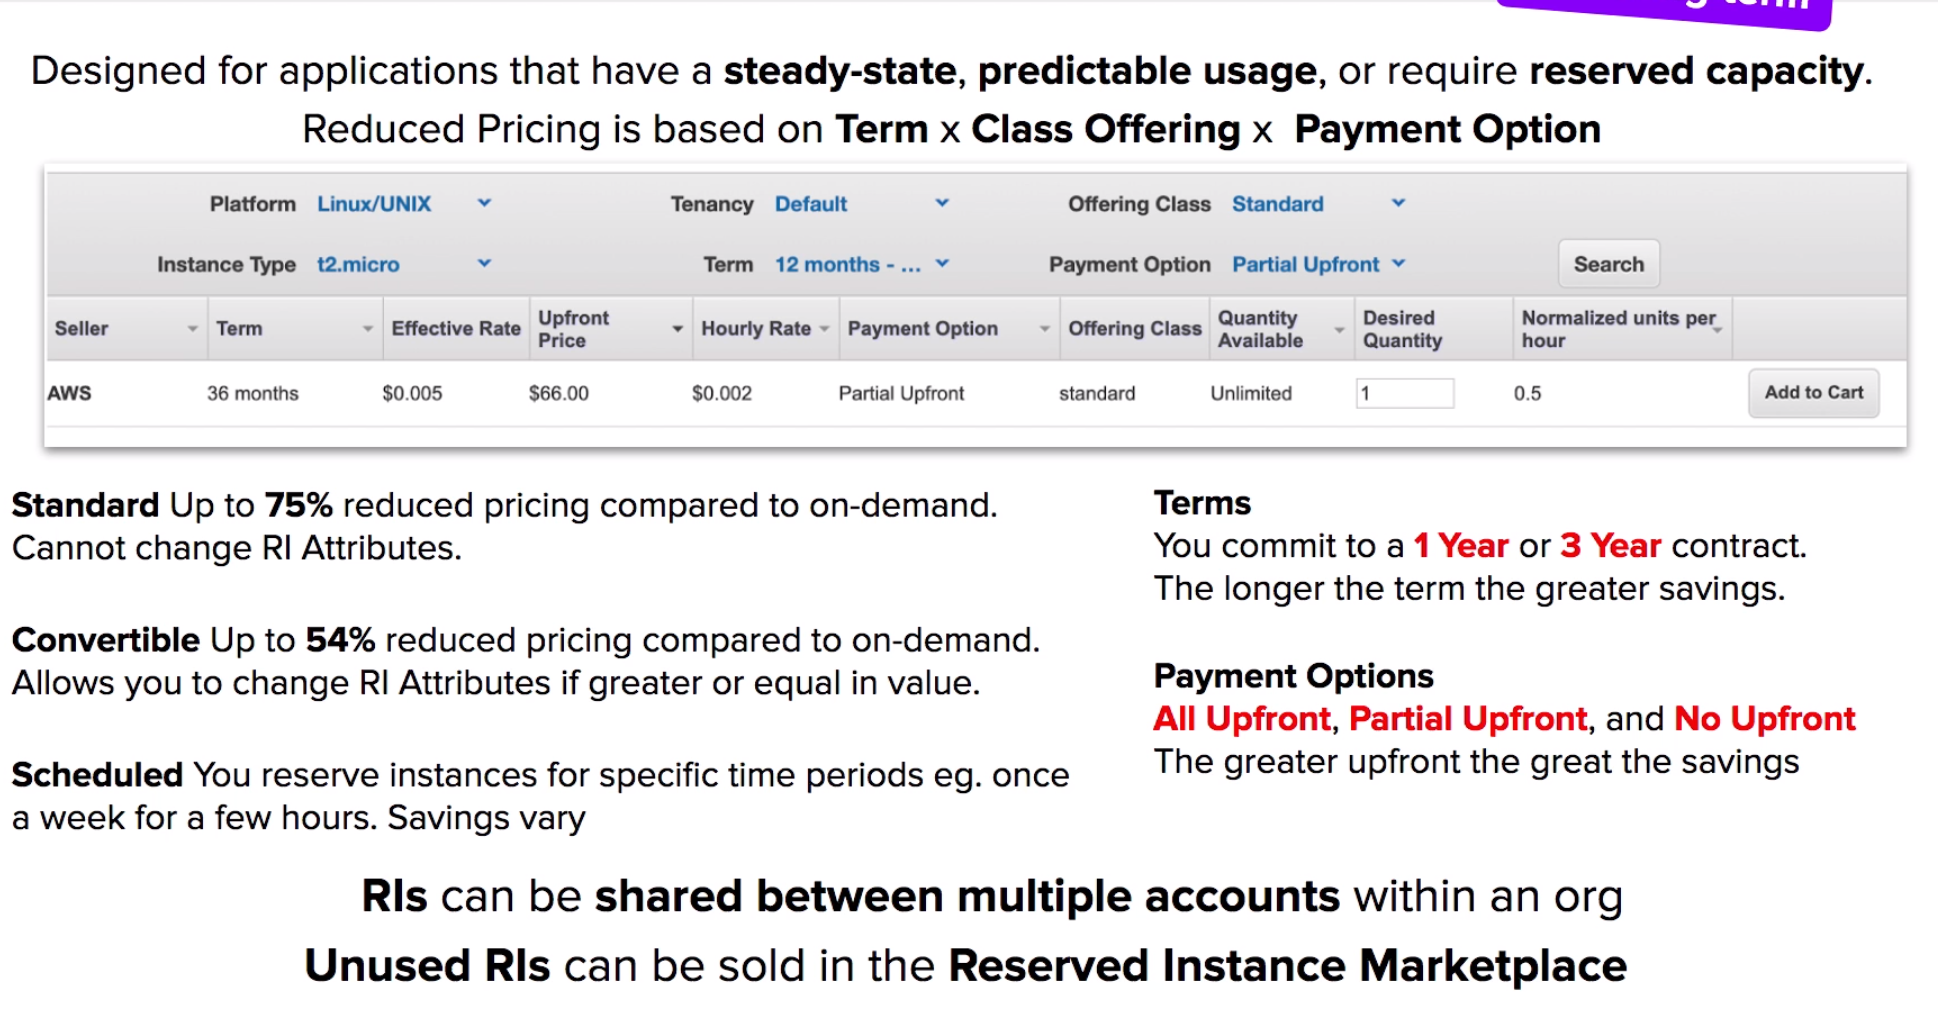 Designed for applications that have a steady-state, predictable usage, or require reserved capacity.
Reduced Pricing is based on Term x Class Offering x Payment Option
Platform Linux/UNIX Tenancy Default Offering Class Standard
Instance Type t2.micro Term 12 months - ... Payment Option Partial Upfront Search
Seller Term Effective Rate Upfront Price Hourly Rate Payment Option Offering Class Quantity Available Desired Quantity Normalized units per hour
AWS 36 months $0.005 $66.00 $0.002 Partial Upfront standard Unlimited 1 0.5 Add to Cart
Standard Up to 75% reduced pricing compared to on-demand.
Cannot change RI Attributes.
Convertible Up to 54% reduced pricing compared to on-demand.
Allows you to change RI Attributes if greater or equal in value.
Scheduled You reserve instances for specific time periods eg. once
a week for a few hours. Savings vary
Terms
You commit to a 1 Year or 3 Year contract.
The longer the term the greater savings.
Payment Options
All Upfront, Partial Upfront, and No Upfront
The greater upfront the great the savings
RIs can be shared between multiple accounts within an org
Unused RIs can be sold in the Reserved Instance Marketplace